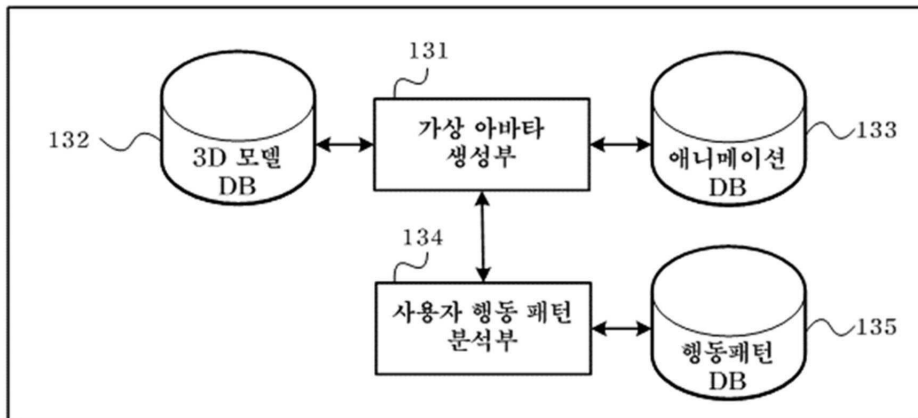 131
가상 아바타
생성부
132
3D 모델
DB
133
애니메이션
DB
134
사용자 행동 패턴
분석부
135
행동패턴
DB